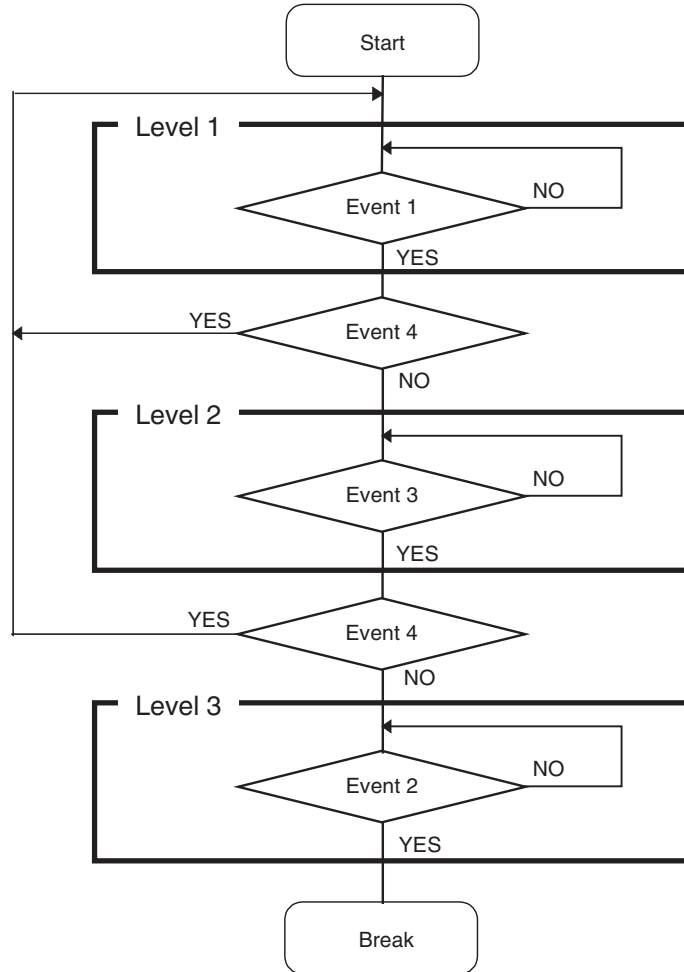 Start
Level 1
Event 1
NO
YES
YES
Event 4
NO
Level 2
Event 3
NO
YES
YES
Event 4
NO
Level 3
Event 2
NO
YES
Break